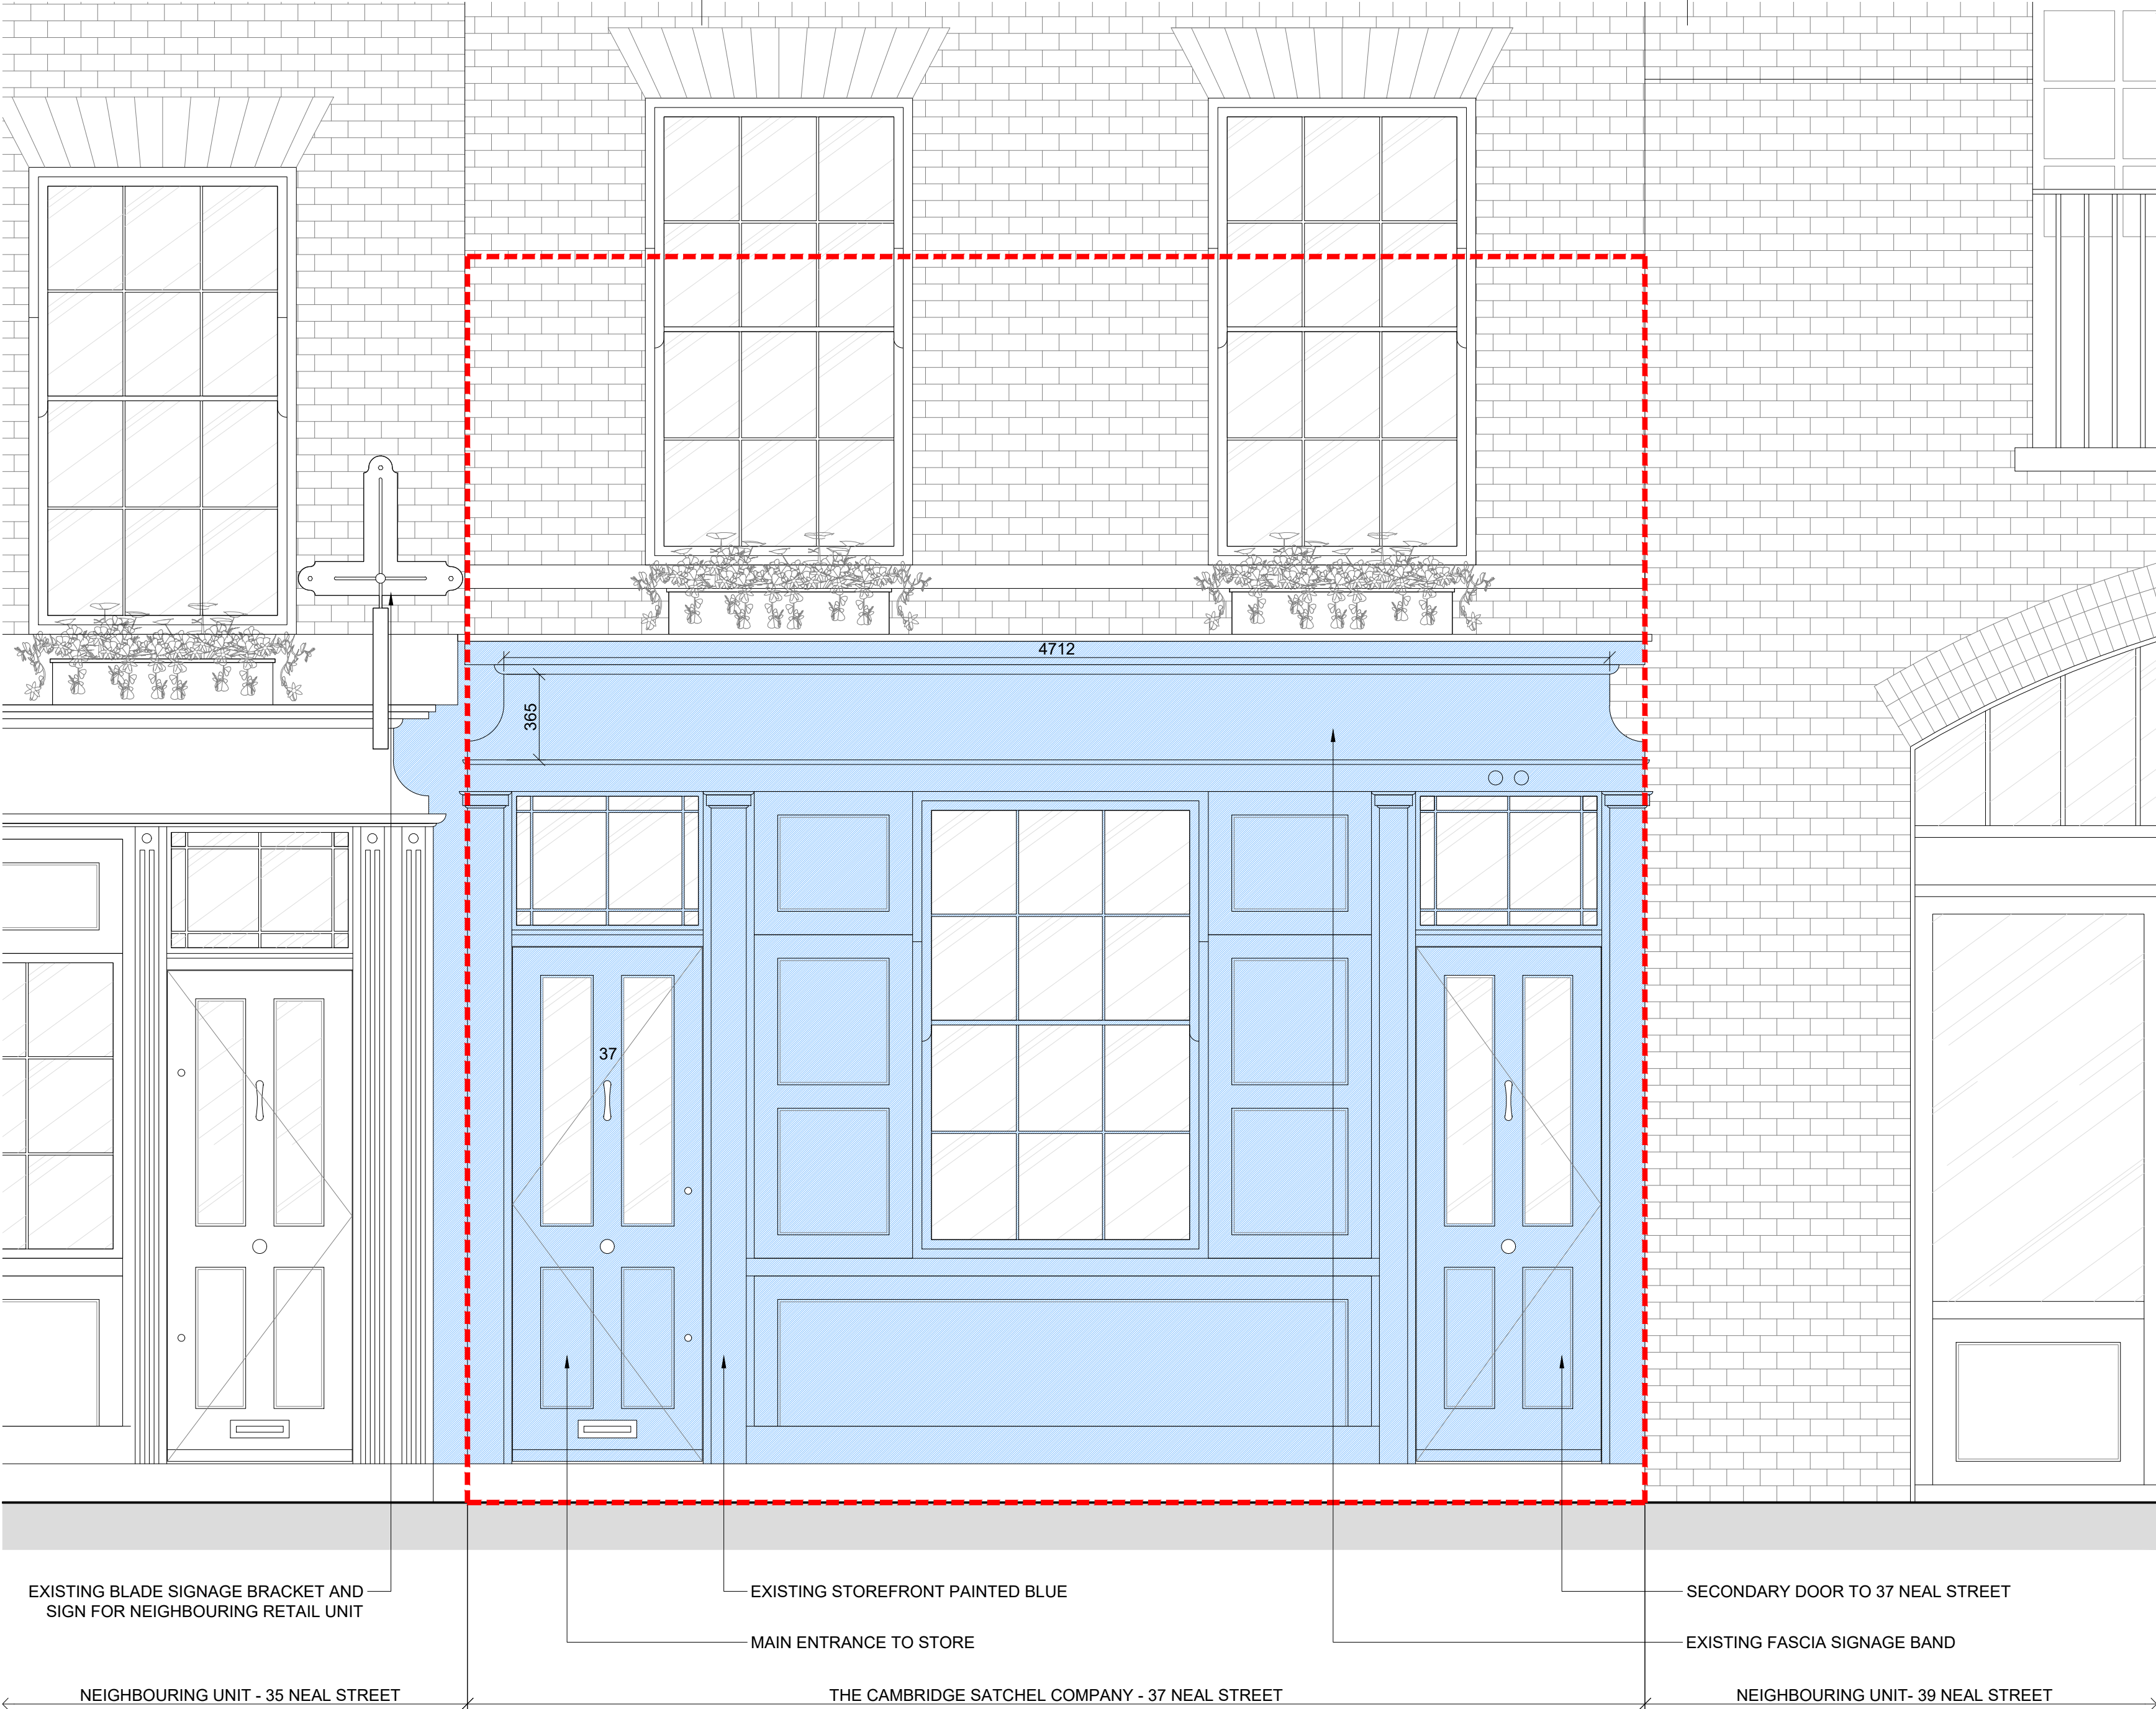 4712
365
37
EXISTING BLADE SIGNAGE BRACKET AND
SIGN FOR NEIGHBOURING RETAIL UNIT
EXISTING STOREFRONT PAINTED BLUE
MAIN ENTRANCE TO STORE
SECONDARY DOOR TO 37 NEAL STREET
EXISTING FASCIA SIGNAGE BAND
NEIGHBOURING UNIT - 35 NEAL STREET
THE CAMBRIDGE SATCHEL COMPANY - 37 NEAL STREET
NEIGHBOURING UNIT- 39 NEAL STREET